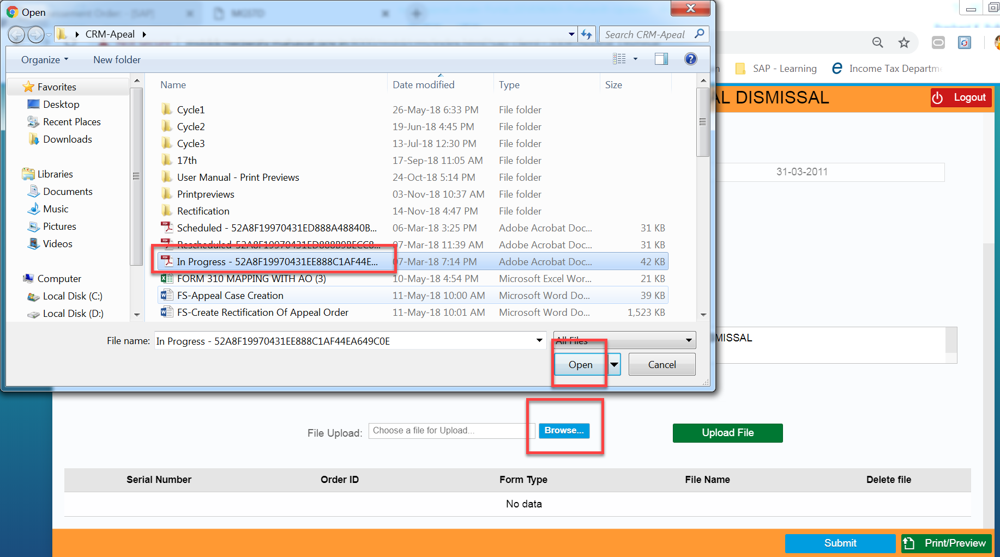 Open
CRM-Apeal
Search CRM-Apeal
Organize
New folder
SAP - Learning
Income Tax Departm
Name
Date modified
Type
Size
AL DISMISSAL
Logout
Favorites
Desktop
Recent Places
Downloads
Libraries
Documents
Music
Pictures
Videos
Computer
Local Disk (C:)
Local Disk (D:)
Cycle1 26-May-18 6:33 PM File folder
Cycle2 19-Jun-18 4:45 PM File folder
Cycle3 13-Jul-18 12:30 PM File folder
17th 17-Sep-18 11:05 AM File folder
User Manual - Print Previews 24-Oct-18 5:14 PM File folder
Printpreviews 03-Nov-18 10:37 AM File folder
Rectification 14-Nov-18 4:47 PM File folder
Scheduled - 52A8F19970431ED888A48840B... 06-Mar-18 3:25 PM Adobe Acrobat Doc... 31 KB
Rescheduled-52A8F19970431ED888B9BECC8... 07-Mar-18 11:39 AM Adobe Acrobat Doc... 31 KB
In Progress - 52A8F19970431EE888C1AF44E... 07-Mar-18 7:14 PM Adobe Acrobat Doc... 42 KB
FORM 310 MAPPING WITH AO (3) 10-May-18 4:54 PM Microsoft Excel Wor... 21 KB
FS-Appeal Case Creation 11-May-18 10:00 AM Microsoft Word Do... 39 KB
FS-Create Rectification Of Appeal Order 11-May-18 10:01 AM Microsoft Word Do... 1,523 KB
31-03-2011
File name: In Progress - 52A8F19970431EE888C1AF44EA649C0E
All Files
MISSAL
Open
Cancel
File Upload: Choose a file for Upload... Browse... Upload File
Serial Number Order ID Form Type File Name Delete file
No data
Submit Print/Preview